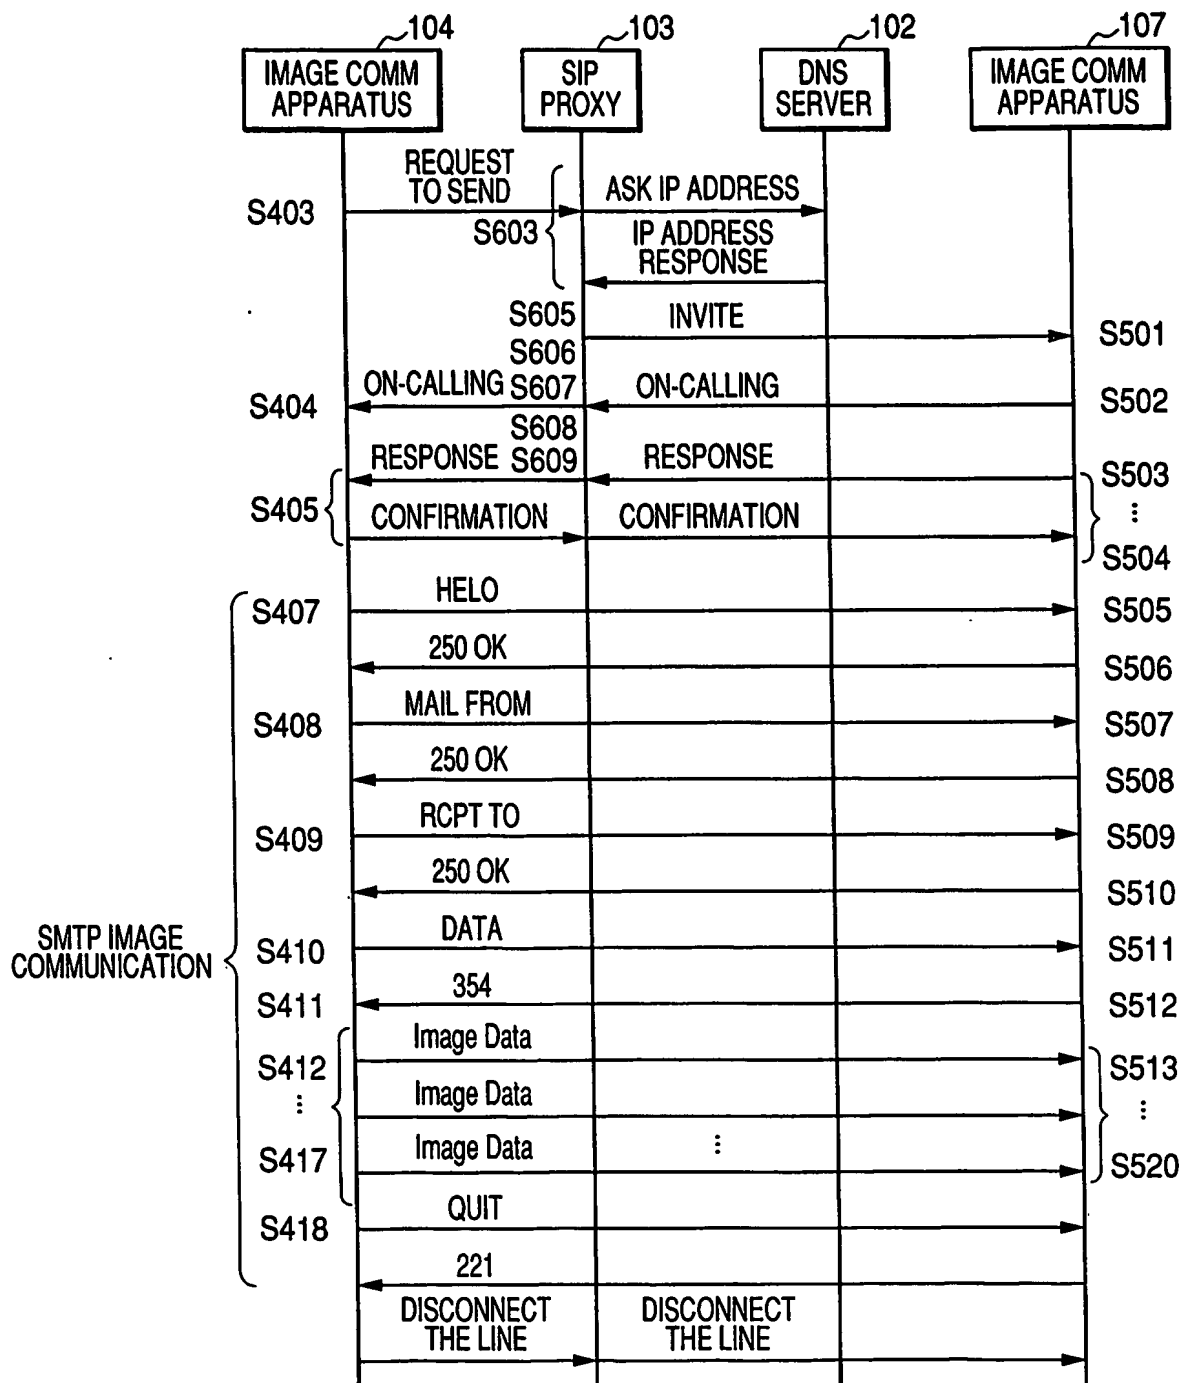 104
103
102
107
IMAGE COMM
APPARATUS
SIP
PROXY
DNS
SERVER
IMAGE COMM
APPARATUS
REQUEST
TO SEND
ASK IP ADDRESS
S403
S603
IP ADDRESS
RESPONSE
S605
INVITE
S501
S606
ON-CALLING
S607
ON-CALLING
S404
S502
S608
RESPONSE
S609
RESPONSE
S503
S405
CONFIRMATION
CONFIRMATION
⋮
S504
HELO
S407
S505
250 OK
S506
MAIL FROM
S408
S507
250 OK
S508
RCPT TO
S409
S509
250 OK
S510
SMTP IMAGE
COMMUNICATION
DATA
S410
S511
354
S411
S512
Image Data
S412
S513
⋮
Image Data
⋮
Image Data
⋮
S417
S520
QUIT
S418
221
DISCONNECT
THE LINE
DISCONNECT
THE LINE